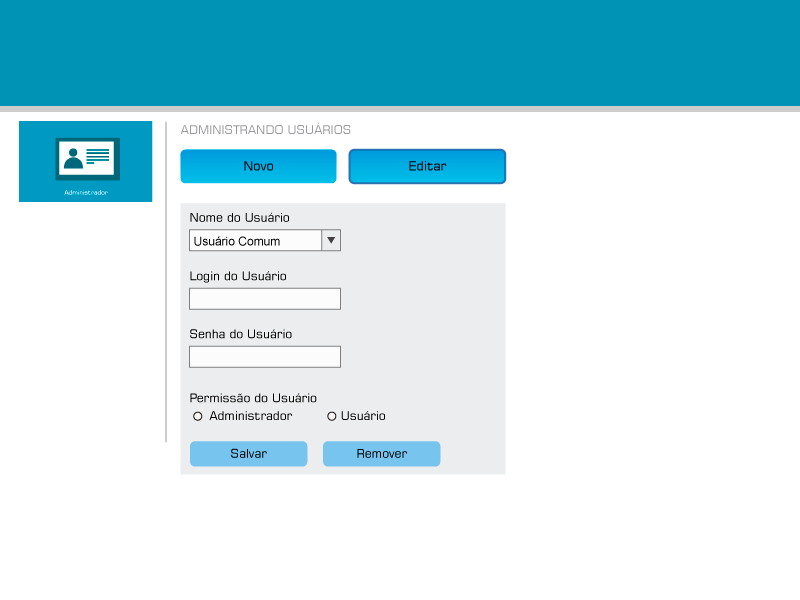 ADMINISTRANDO USUÁRIOS
Novo Editar
Administrador
Nome do Usuário
Usuário Comum
Login do Usuário
Senha do Usuário
Permissão do Usuário
Administrador Usuário
Salvar Remover